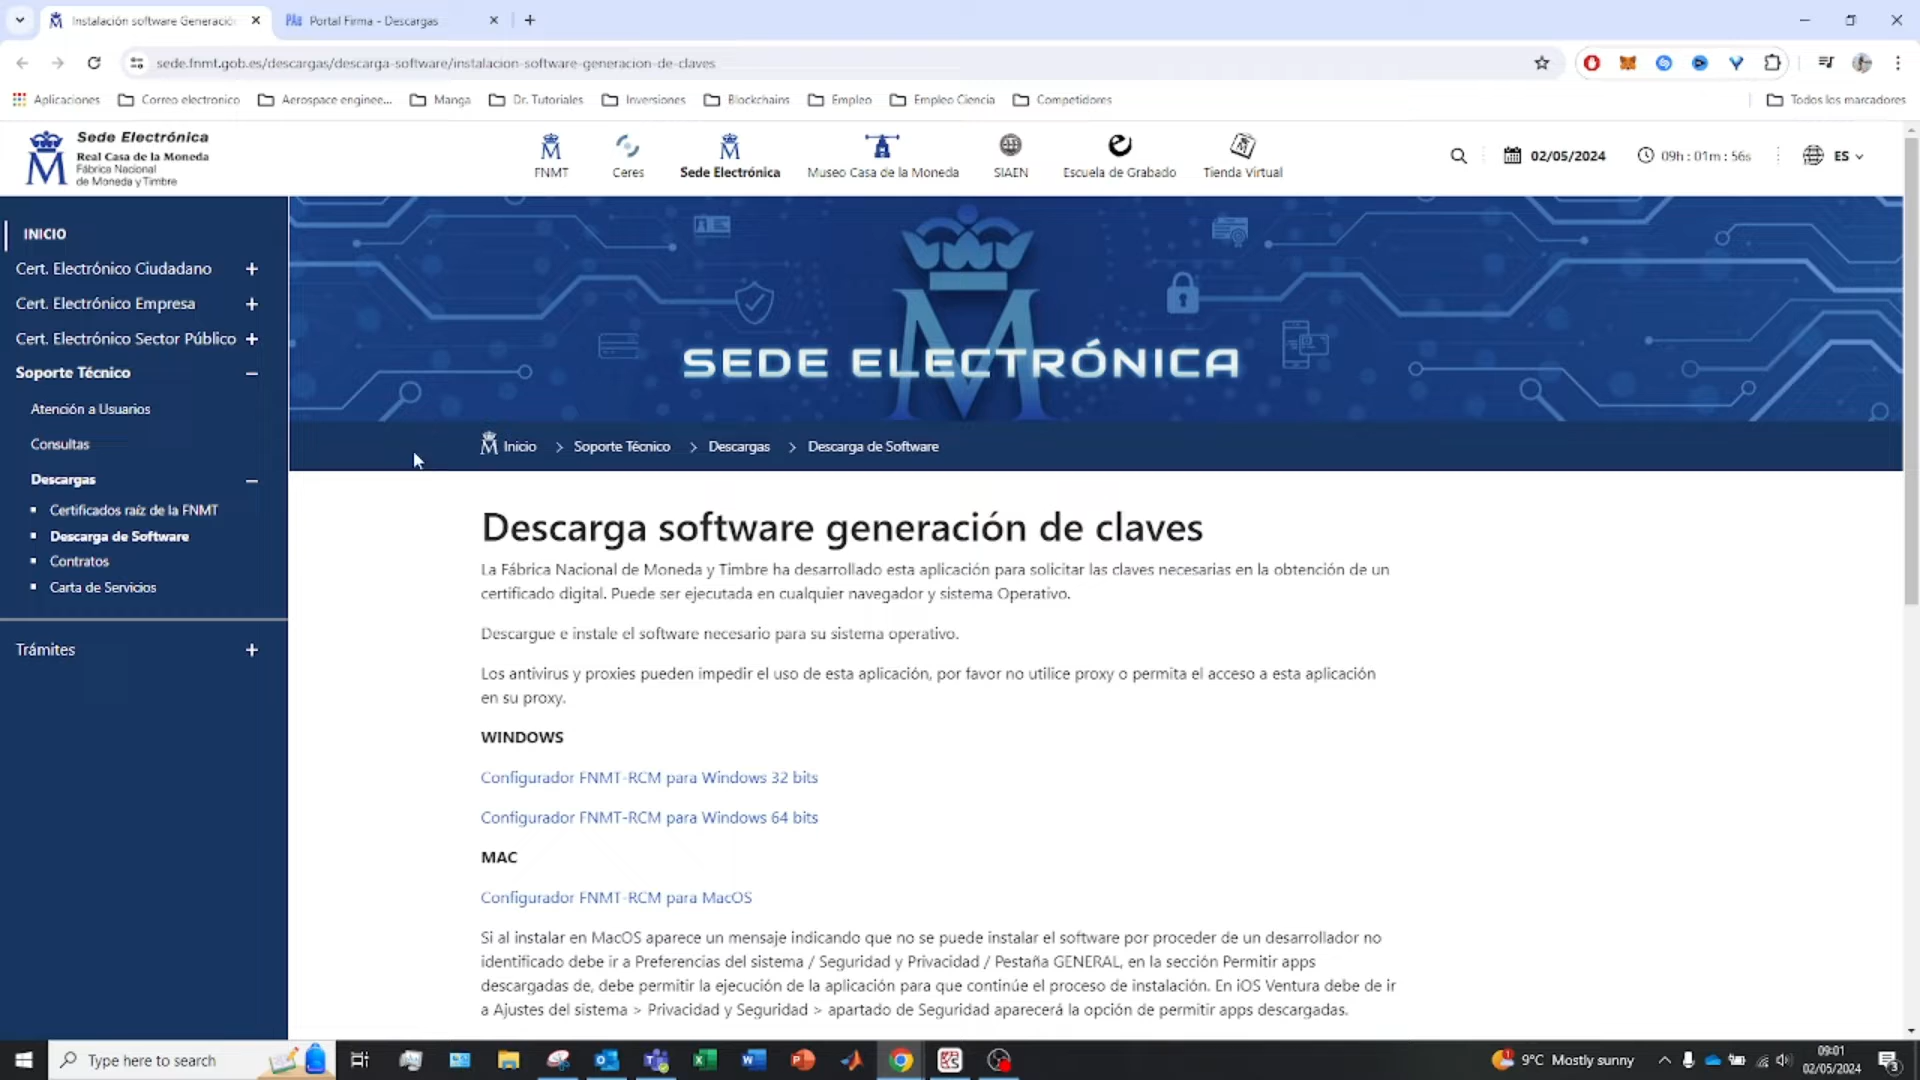 Instalación software Generació
Portal Firma - Descargas
sede.fnmt.gob.es/descargas/descarga-software/instalacion-software-generacion-de-claves
Aplicaciones
Correo electronico
Aerospace enginee...
Manga
Dr. Tutoriales
Inversiones
Blockchains
Empleo
Empleo Ciencia
Competidores
Todos los marcadores
Sede Electrónica
Real Casa de la Moneda
Fábrica Nacional
de Moneda y Timbre
FNMT
Ceres
Sede Electrónica
Museo Casa de la Moneda
SIAEN
Escuela de Grabado
Tienda Virtual
02/05/2024
09h : 01m : 56s
ES
INICIO
Cert. Electrónico Ciudadano +
Cert. Electrónico Empresa +
Cert. Electrónico Sector Público +
Soporte Técnico −
Atención a Usuarios
Consultas
Descargas −
Certificados raíz de la FNMT
Descarga de Software
Contratos
Carta de Servicios
Trámites +
SEDE ELECTRÓNICA
Inicio > Soporte Técnico > Descargas > Descarga de Software
Descarga software generación de claves
La Fábrica Nacional de Moneda y Timbre ha desarrollado esta aplicación para solicitar las claves necesarias en la obtención de un
certificado digital. Puede ser ejecutada en cualquier navegador y sistema Operativo.
Descargue e instale el software necesario para su sistema operativo.
Los antivirus y proxies pueden impedir el uso de esta aplicación, por favor no utilice proxy o permita el acceso a esta aplicación
en su proxy.
WINDOWS
Configurador FNMT-RCM para Windows 32 bits
Configurador FNMT-RCM para Windows 64 bits
MAC
Configurador FNMT-RCM para MacOS
Si al instalar en MacOS aparece un mensaje indicando que no se puede instalar el software por proceder de un desarrollador no
identificado debe ir a Preferencias del sistema / Seguridad y Privacidad / Pestaña GENERAL, en la sección Permitir apps
descargadas de, debe permitir la ejecución de la aplicación para que continúe el proceso de instalación. En iOS Ventura debe de ir
a Ajustes del sistema > Privacidad y Seguridad > apartado de Seguridad aparecerá la opción de permitir apps descargadas.
Type here to search
9°C Mostly sunny
09:01
02/05/2024
3